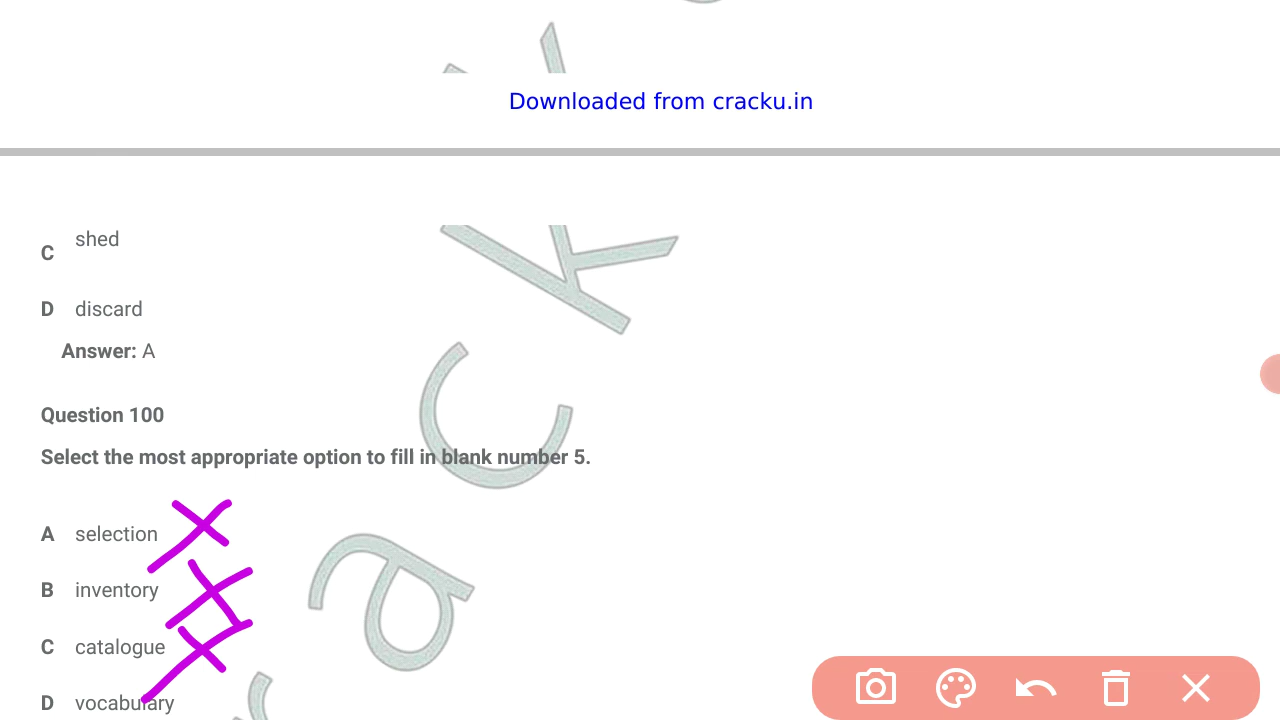 Downloaded from cracku.in
C shed
D discard
Answer: A
Question 100
Select the most appropriate option to fill in blank number 5.
A selection
B inventory
C catalogue
D vocabulary